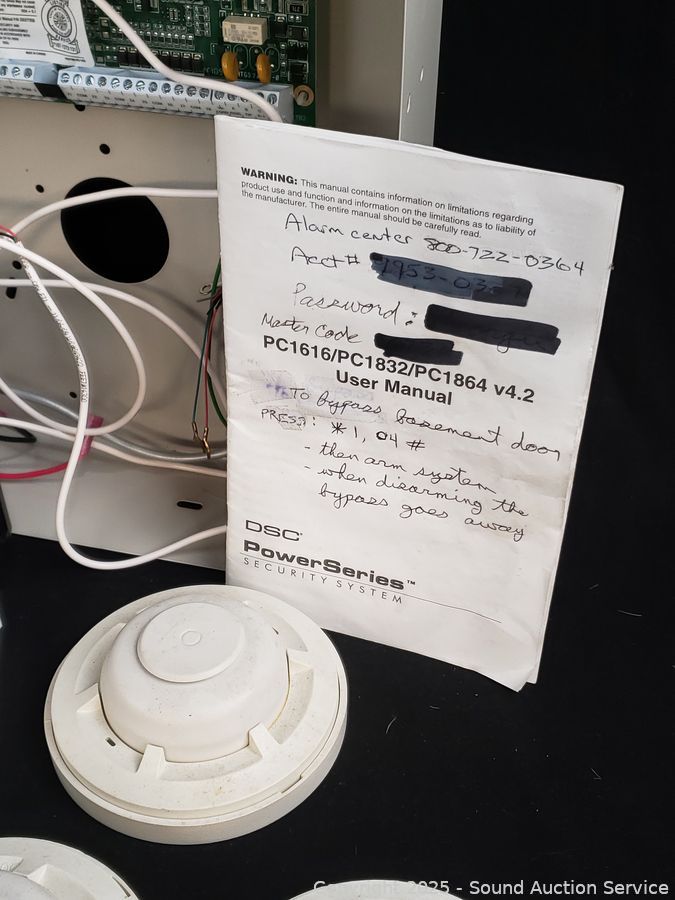 WARNING: This manual contains information on limitations regarding
product use and function and information on the limitations as to liability of
the manufacturer. The entire manual should be carefully read.
Alarm center 800-722-0364
Acct#
Password:
Master Code
PC1616/PC1832/PC1864 v4.2
User Manual
To bypass basement door
PRESS: *1, 04 #
- then arm system
- when disarming the
bypass goes away
DSC®
PowerSeries™
SECURITY SYSTEM
Copyright 2025 - Sound Auction Service